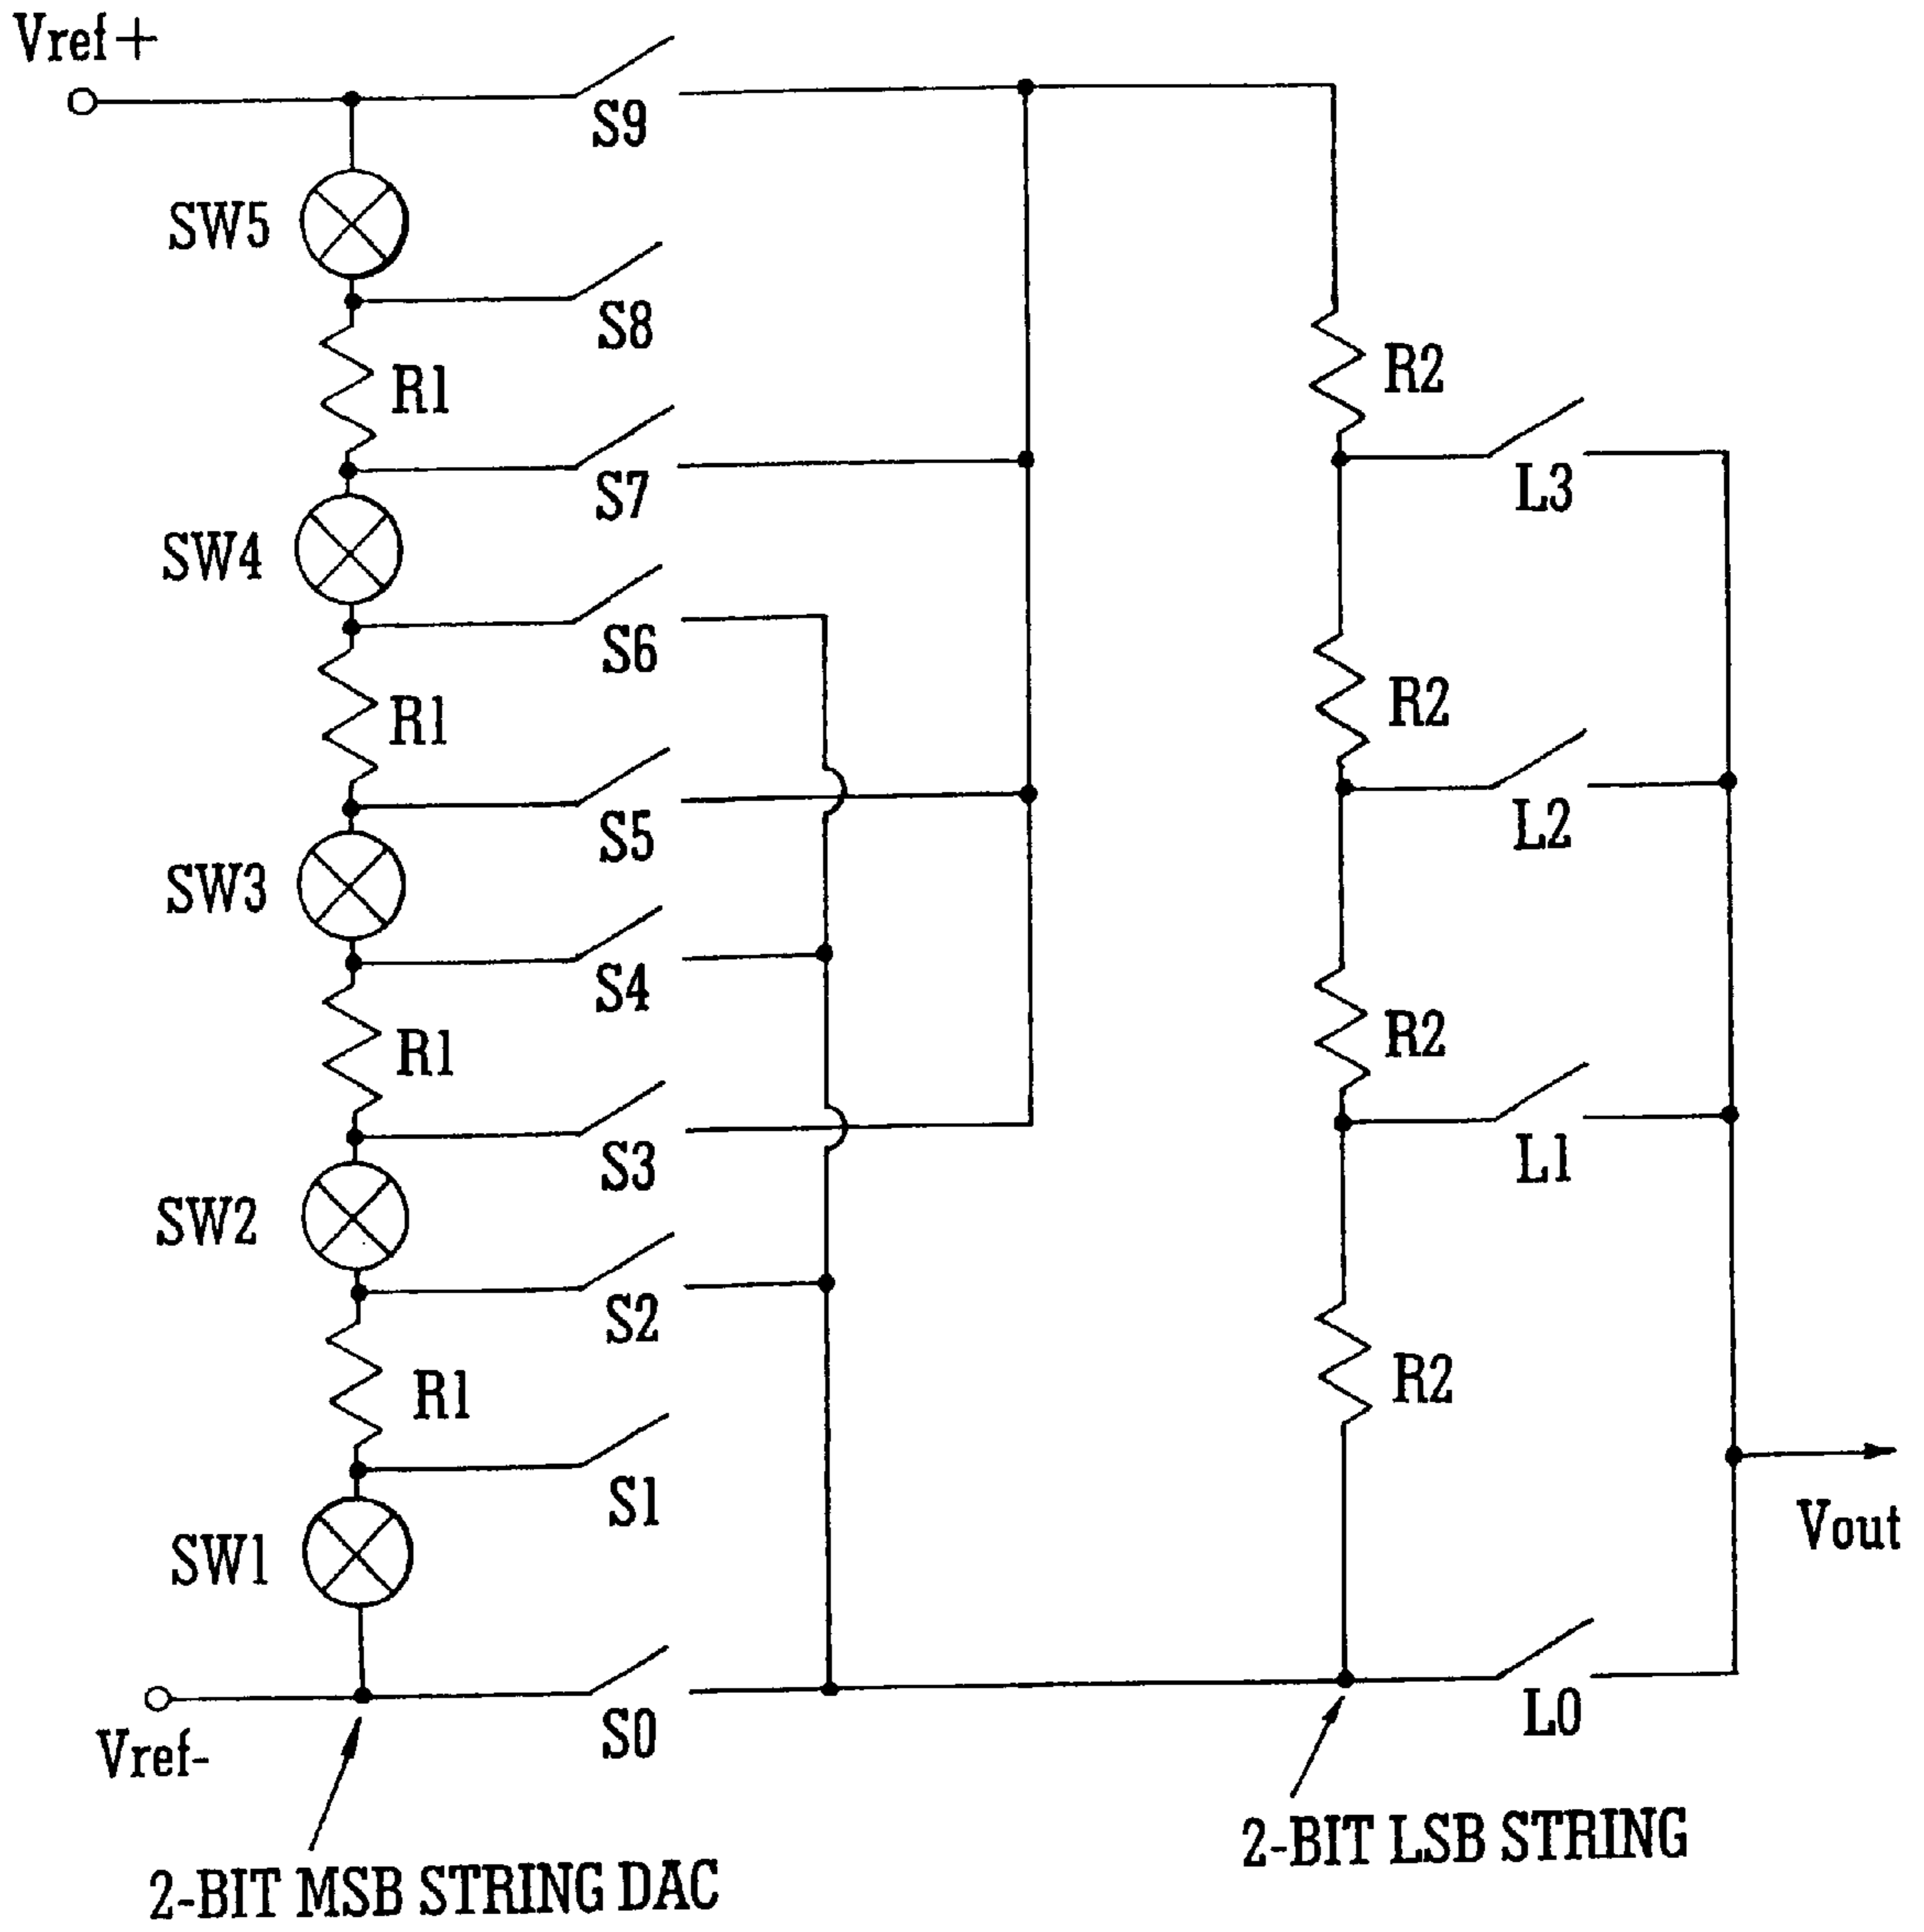 Vref+
S9
SW5
S8
R1
R2
S7
L3
SW4
S6
R1
R2
S5
L2
SW3
S4
R1
R2
S3
L1
SW2
S2
R1
R2
S1
SW1
Vout
S0
L0
Vref-
2-BIT LSB STRING
2-BIT MSB STRING DAC